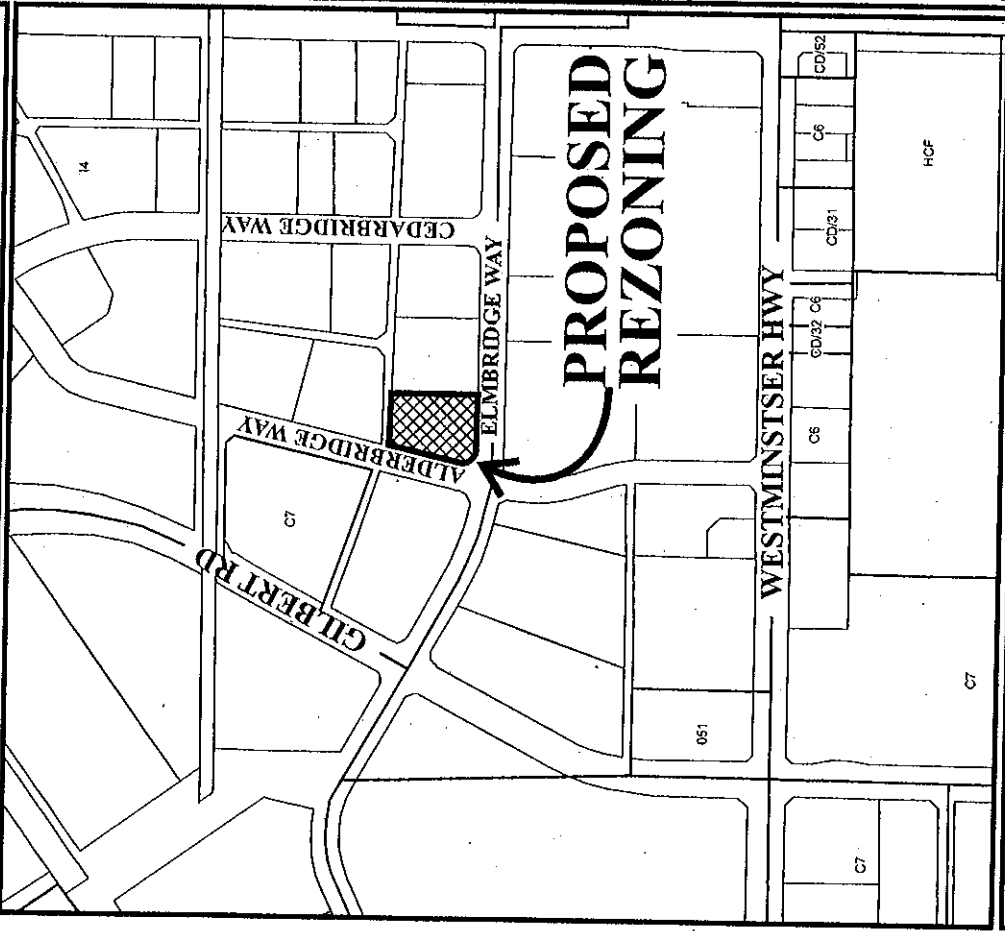 PROPOSED
REZONING
CEDARBRIDGE WAY
ELMBRIDGE WAY
ALDERBRIDGE WAY
GILBERT RD
WESTMINSTSER HWY
CD/52
C6
HCF
CD/31
C6
CD/32
C6
I4
C7
051
C7
C7